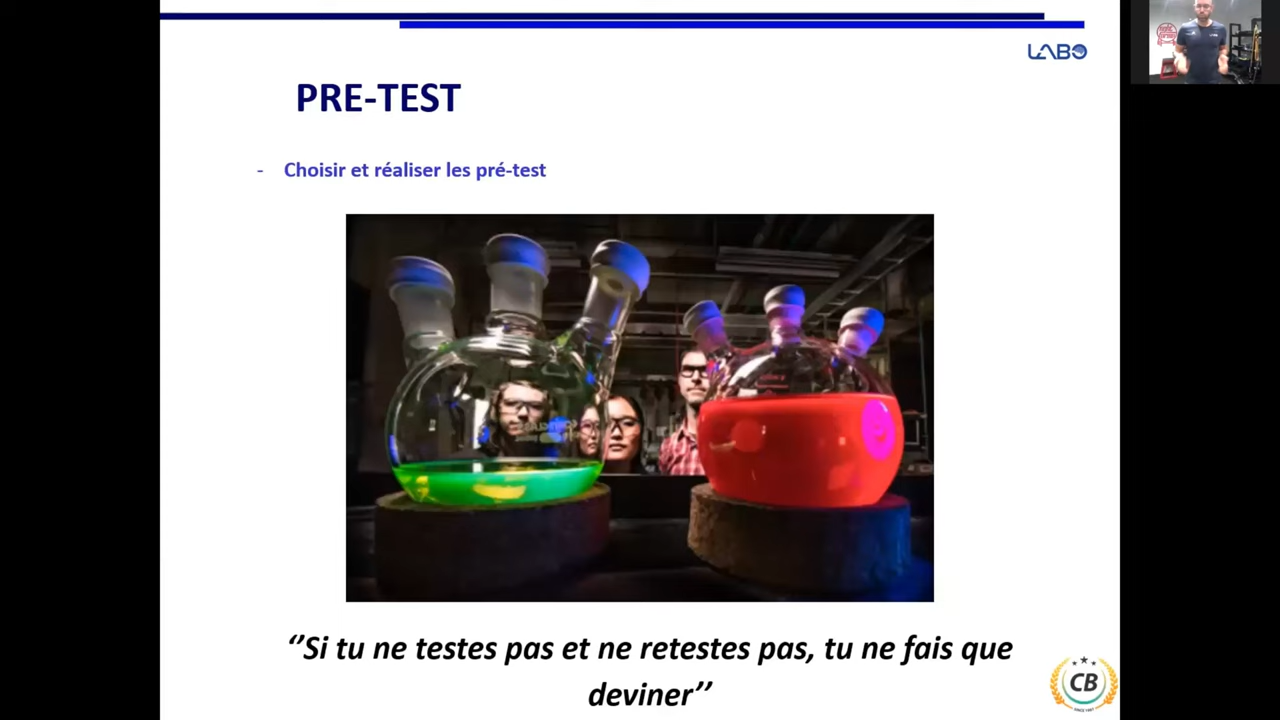 LABO
PRE-TEST
- Choisir et réaliser les pré-test
‘’Si tu ne testes pas et ne retestes pas, tu ne fais que
deviner’’
CB